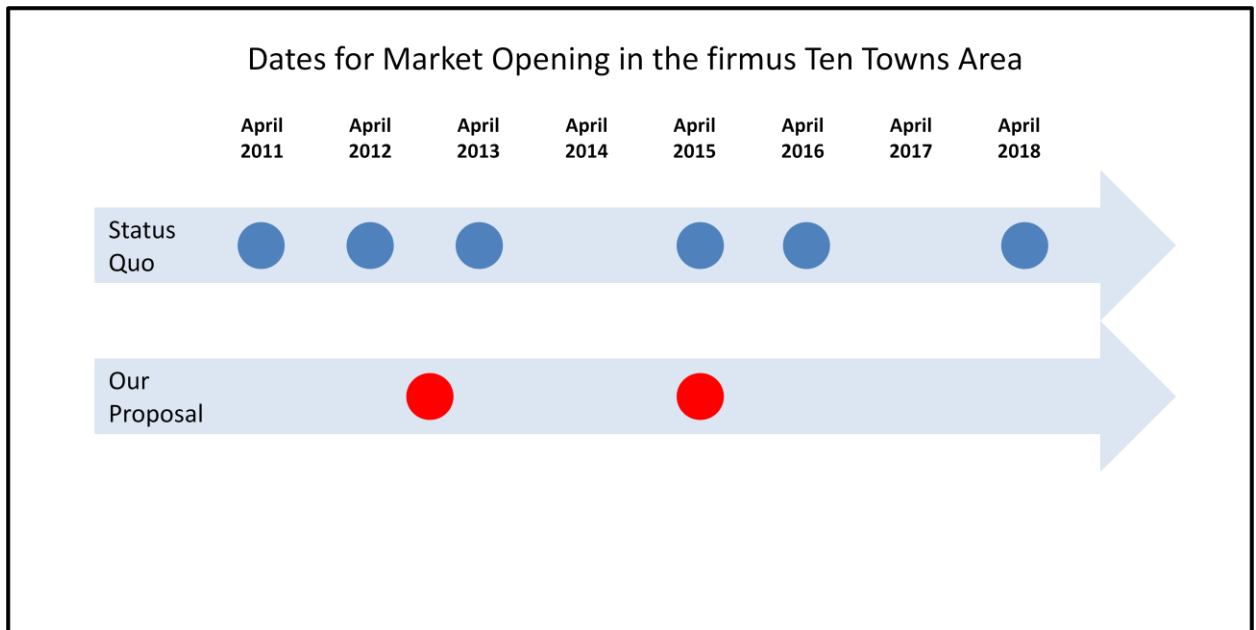 Dates for Market Opening in the firmus Ten Towns Area
April April April April April April April April
2011 2012 2013 2014 2015 2016 2017 2018
Status
Quo
Our
Proposal